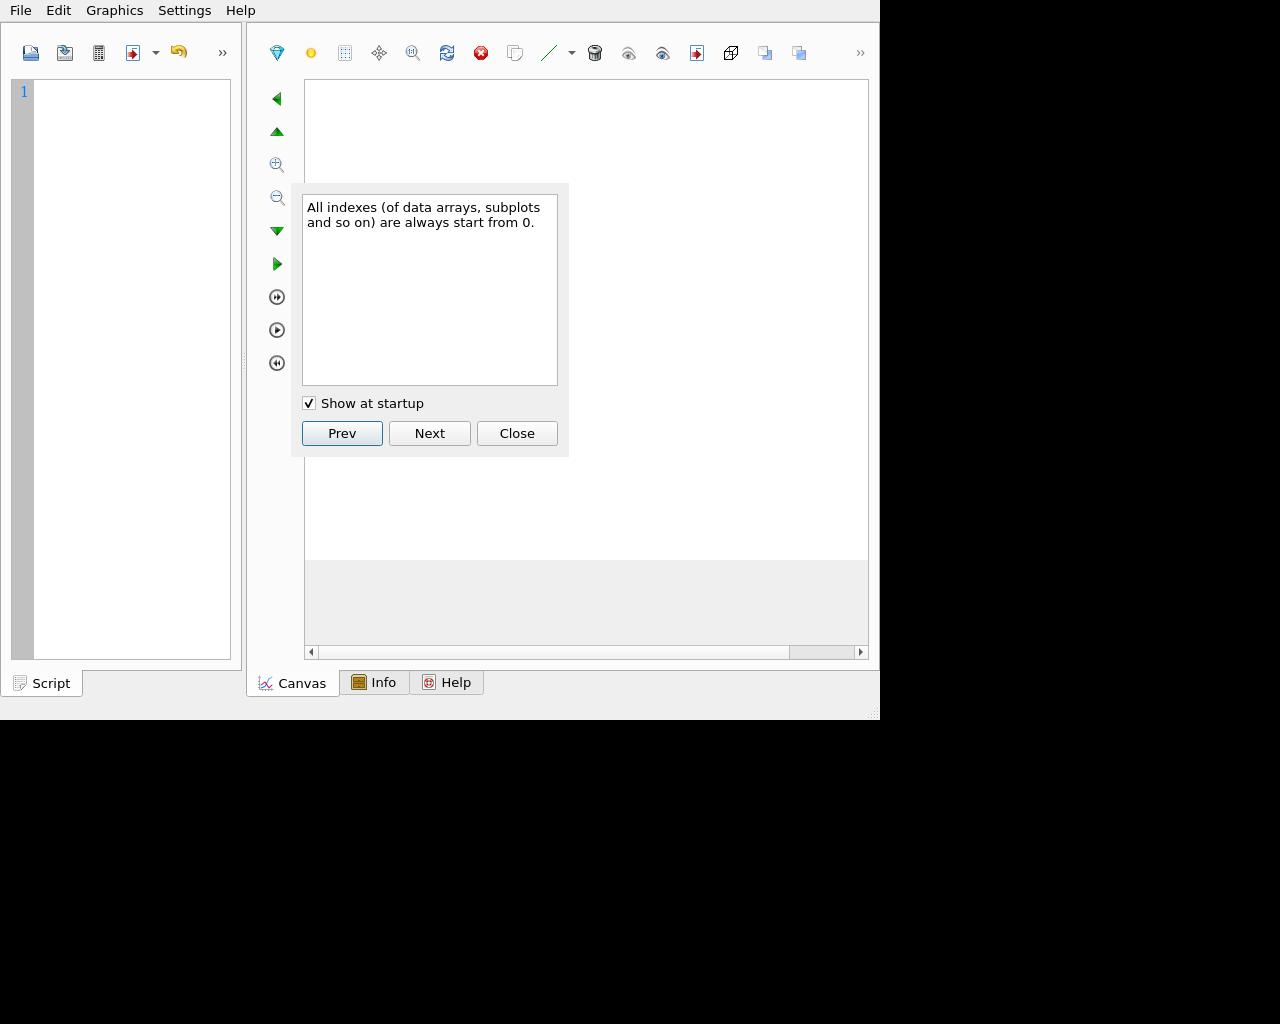 File Edit Graphics Settings Help
››
››
1
All indexes (of data arrays, subplots
and so on) are always start from 0.
Show at startup
Prev Next Close
Script
Canvas Info Help